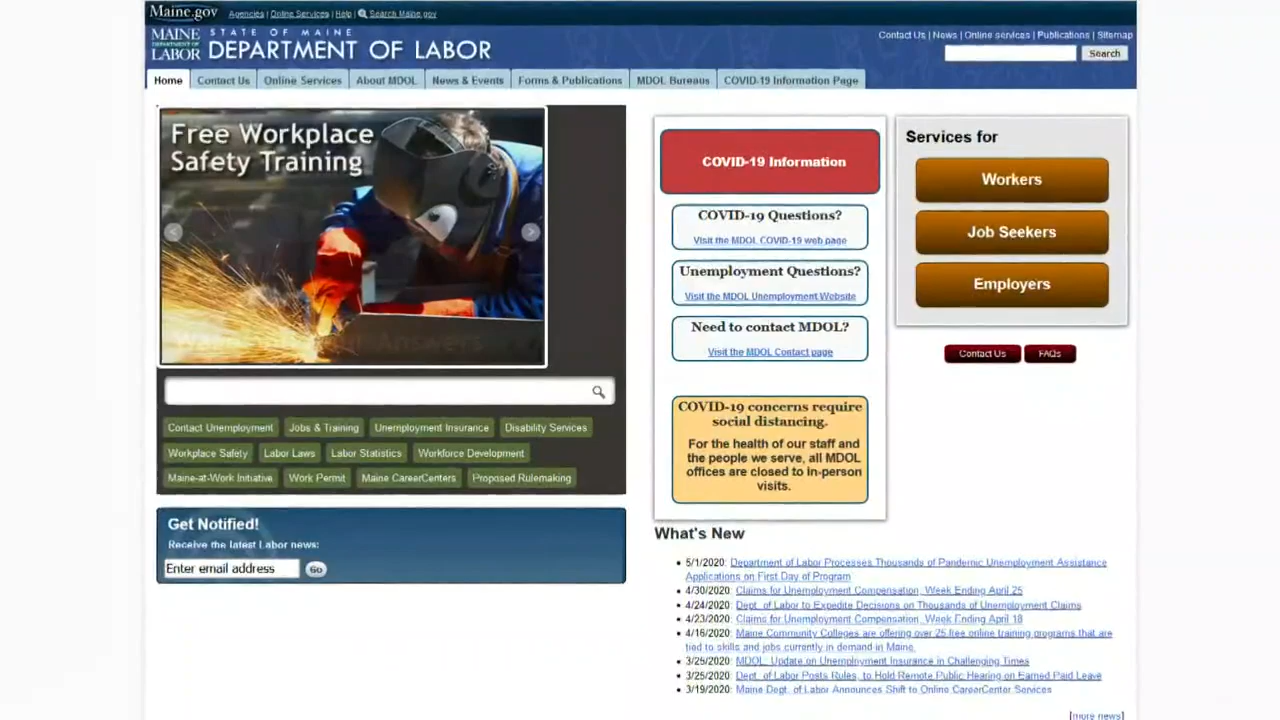 Maine.gov Agencies | Online Services | Help | Search Maine.gov
MAINE DEPARTMENT OF LABOR
STATE OF MAINE
DEPARTMENT OF LABOR
Contact Us | News | Online services | Publications | Sitemap
Search
Home Contact Us Online Services About MDOL News & Events Forms & Publications MDOL Bureaus COVID-19 Information Page
Free Workplace
Safety Training
Contact Unemployment Jobs & Training Unemployment Insurance Disability Services
Workplace Safety Labor Laws Labor Statistics Workforce Development
Maine-at-Work Initiative Work Permit Maine CareerCenters Proposed Rulemaking
Get Notified!
Receive the latest Labor news:
Enter email address Go
COVID-19 Information
COVID-19 Questions?
Visit the MDOL COVID-19 web page
Unemployment Questions?
Visit the MDOL Unemployment Website
Need to contact MDOL?
Visit the MDOL Contact page
COVID-19 concerns require
social distancing.
For the health of our staff and
the people we serve, all MDOL
offices are closed to in-person
visits.
Services for
Workers
Job Seekers
Employers
Contact Us FAQs
What's New
5/1/2020: Department of Labor Processes Thousands of Pandemic Unemployment Assistance
Applications on First Day of Program
4/30/2020: Claims for Unemployment Compensation, Week Ending April 25
4/24/2020: Dept. of Labor to Expedite Decisions on Thousands of Unemployment Claims
4/23/2020: Claims for Unemployment Compensation, Week Ending April 18
4/16/2020: Maine Community Colleges are offering over 25 free online training programs that are
tied to skills and jobs currently in demand in Maine.
3/25/2020: MDOL: Update on Unemployment Insurance in Challenging Times
3/25/2020: Dept. of Labor Posts Rules, to Hold Remote Public Hearing on Earned Paid Leave
3/19/2020: Maine Dept. of Labor Announces Shift to Online CareerCenter Services
[more news]